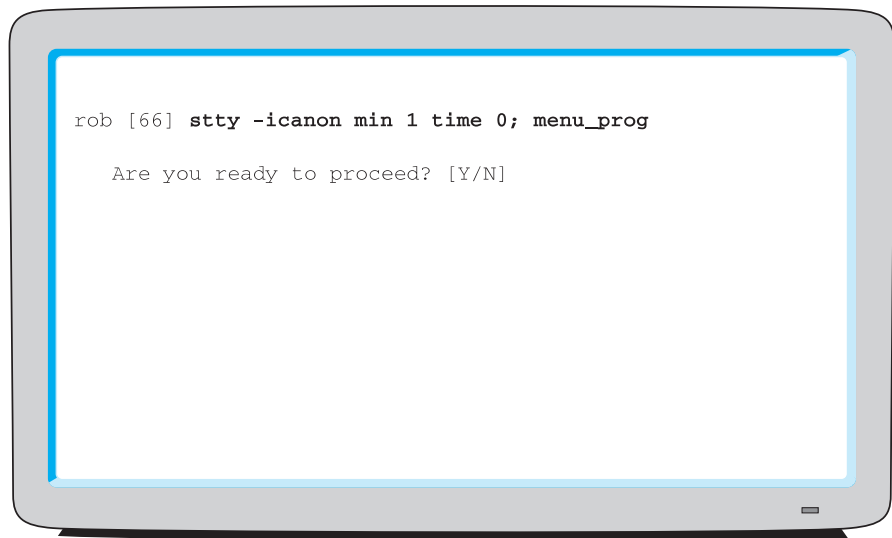 rob [66] stty -icanon min 1 time 0; menu_prog
Are you ready to proceed? [Y/N]